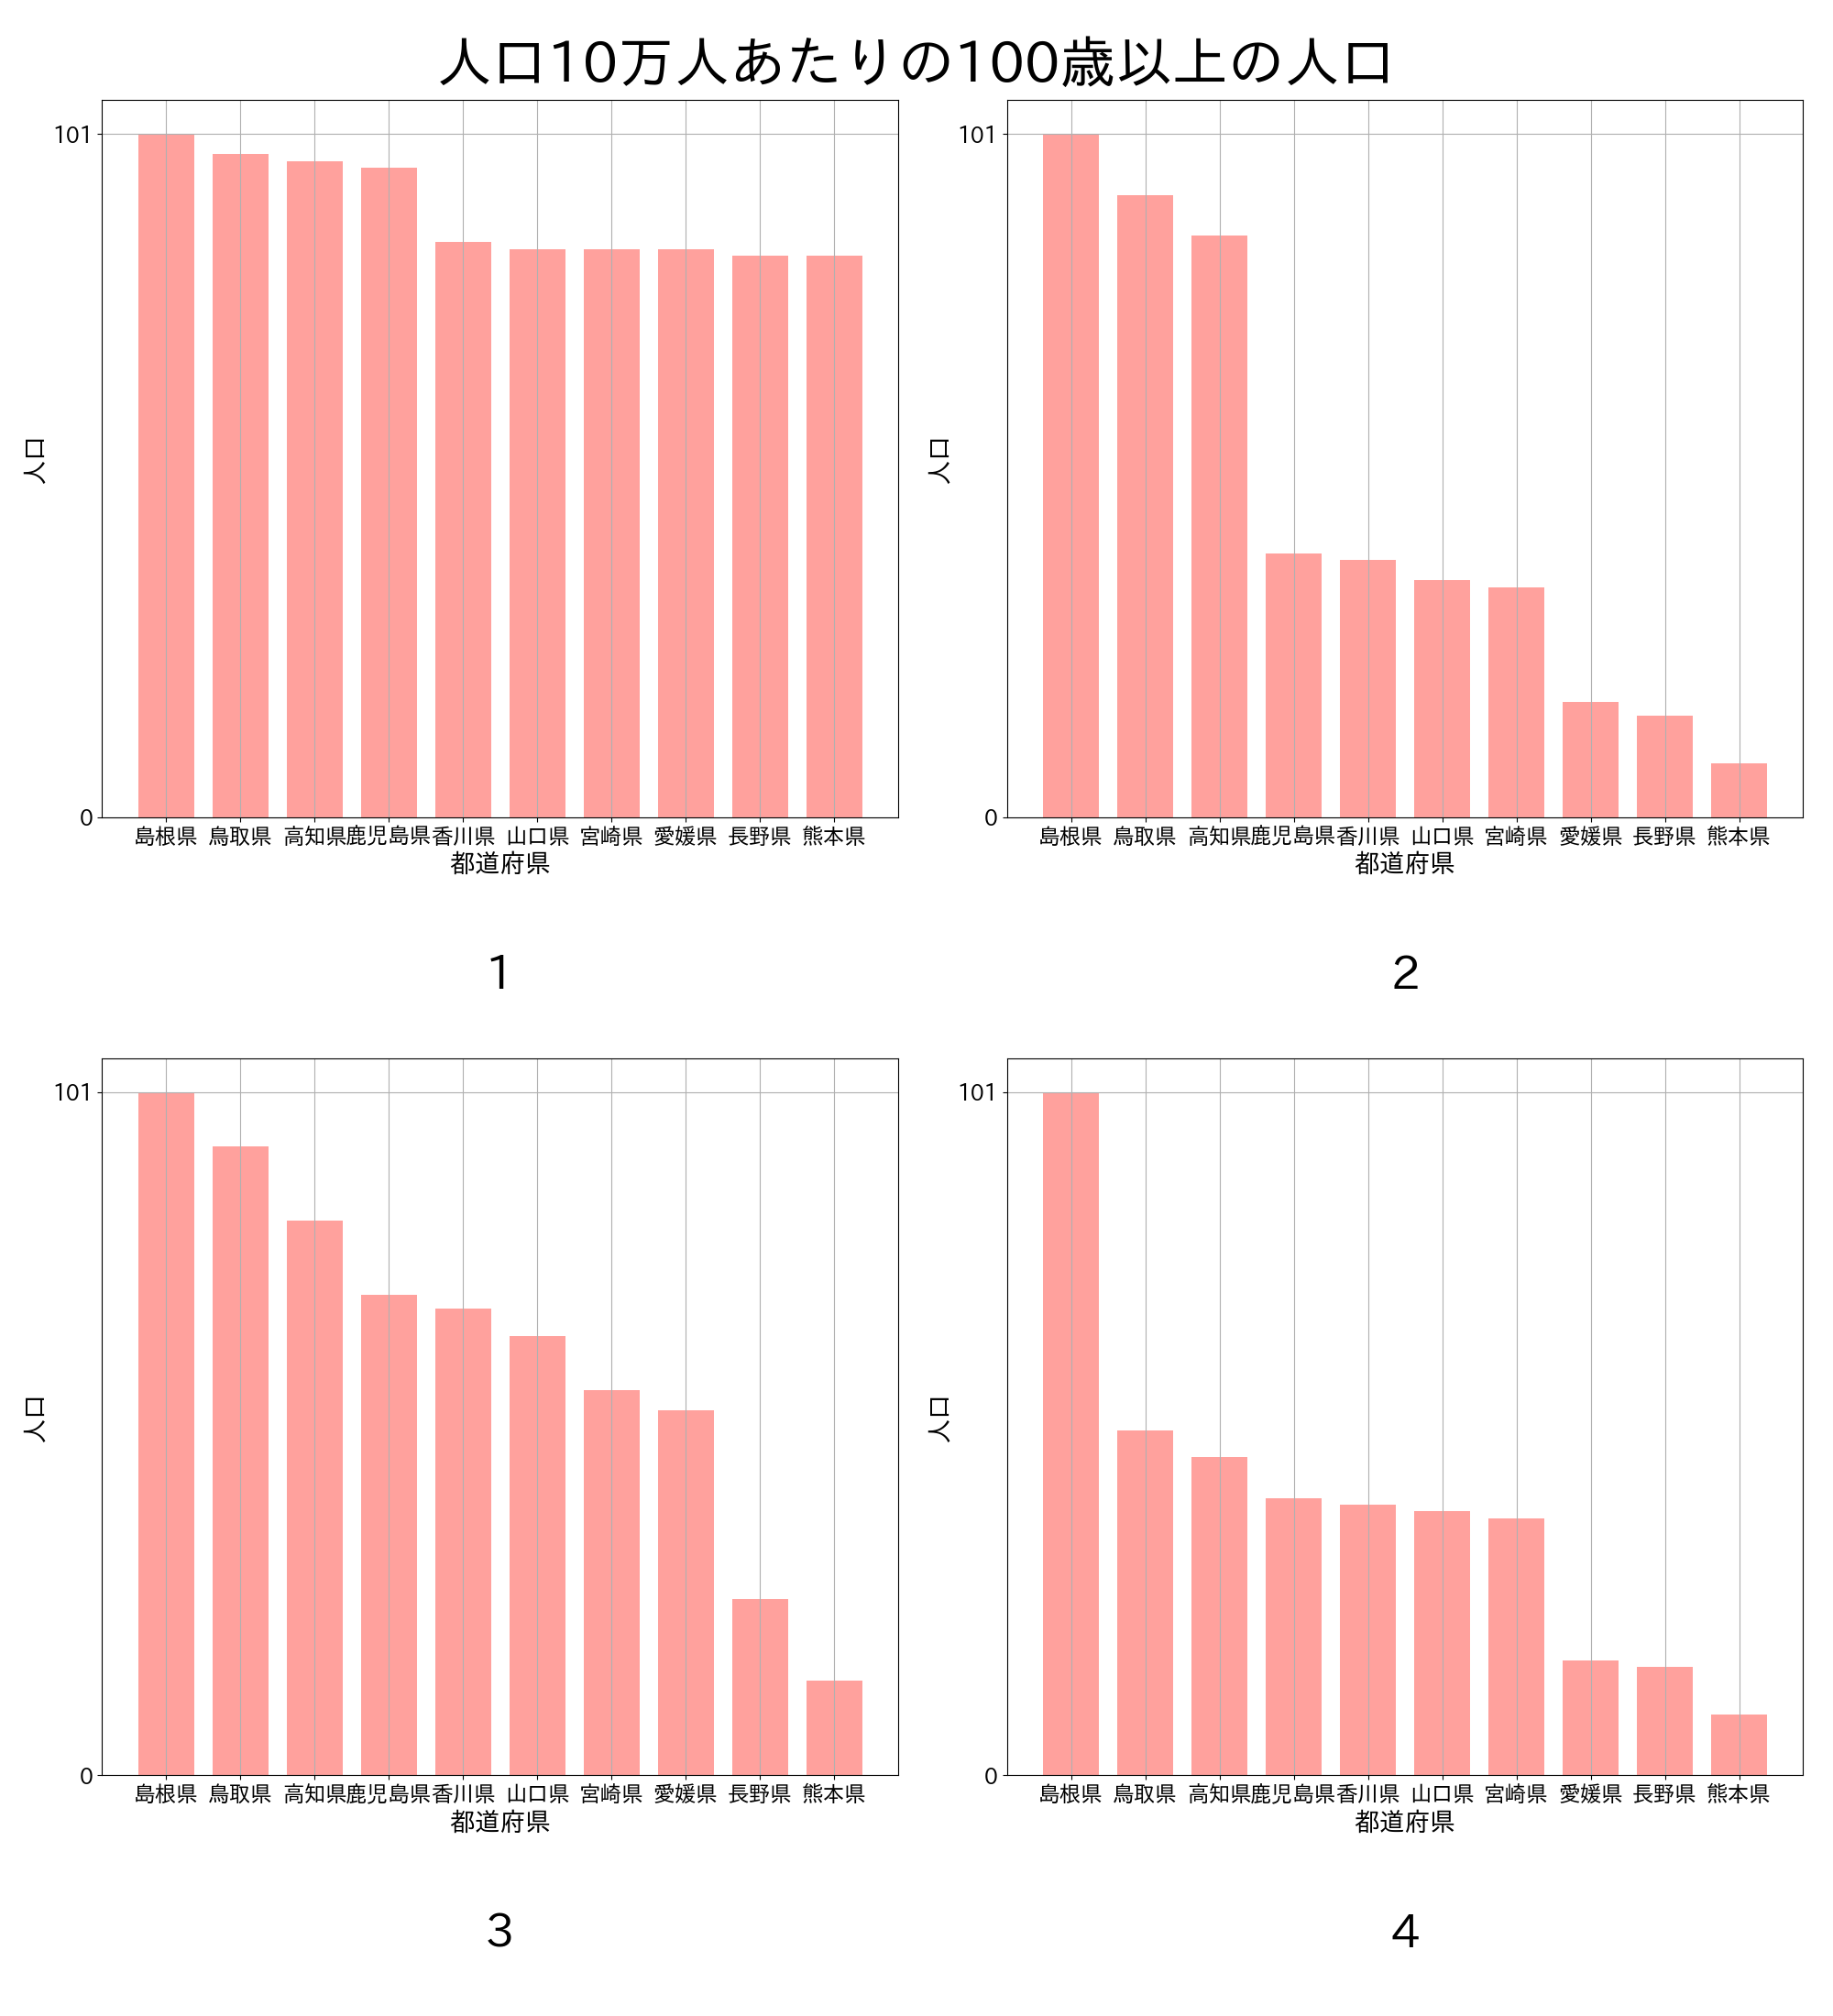 人口10万人あたりの100歳以上の人口
101
0
人口
島根県 鳥取県 高知県 鹿児島県 香川県 山口県 宮崎県 愛媛県 長野県 熊本県
都道府県
1
101
0
人口
島根県 鳥取県 高知県 鹿児島県 香川県 山口県 宮崎県 愛媛県 長野県 熊本県
都道府県
2
101
0
人口
島根県 鳥取県 高知県 鹿児島県 香川県 山口県 宮崎県 愛媛県 長野県 熊本県
都道府県
3
101
0
人口
島根県 鳥取県 高知県 鹿児島県 香川県 山口県 宮崎県 愛媛県 長野県 熊本県
都道府県
4